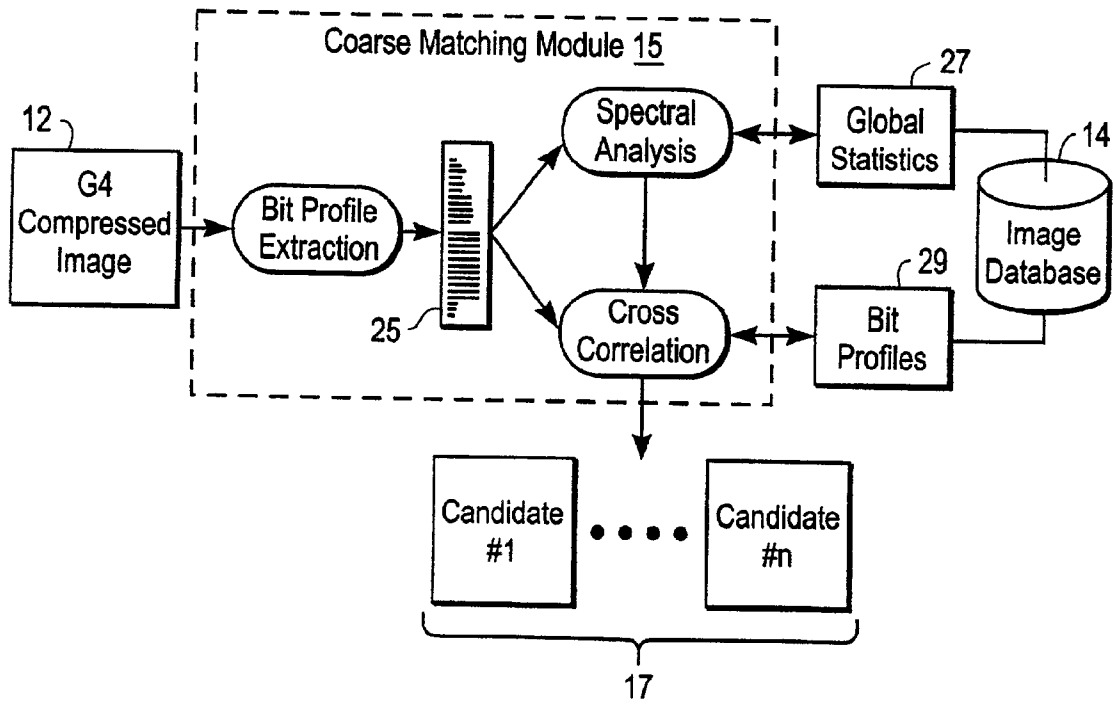 Coarse Matching Module 15
12
G4
Compressed
Image
Bit Profile
Extraction
25
Spectral
Analysis
Cross
Correlation
27
Global
Statistics
14
Image
Database
29
Bit
Profiles
Candidate
#1
Candidate
#n
17